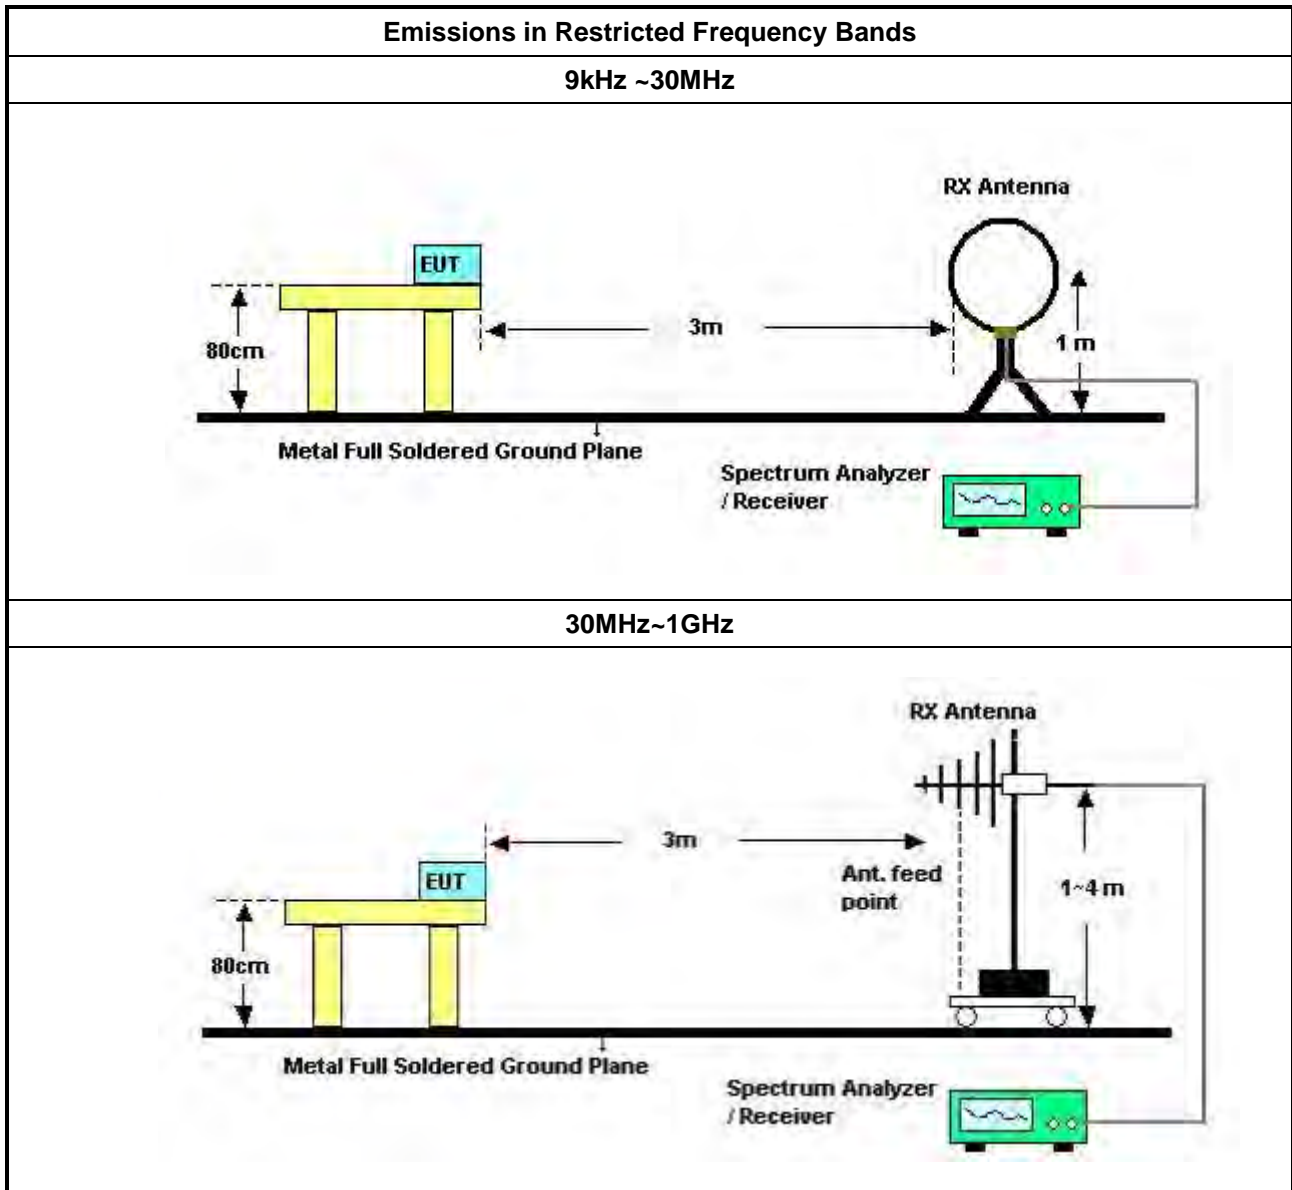 Emissions in Restricted Frequency Bands
9kHz ~30MHz
RX Antenna
EUT
3m
80cm
1 m
Metal Full Soldered Ground Plane
Spectrum Analyzer
/ Receiver
30MHz~1GHz
RX Antenna
3m
EUT
Ant. feed
point
1~4 m
80cm
Metal Full Soldered Ground Plane
Spectrum Analyzer
/ Receiver